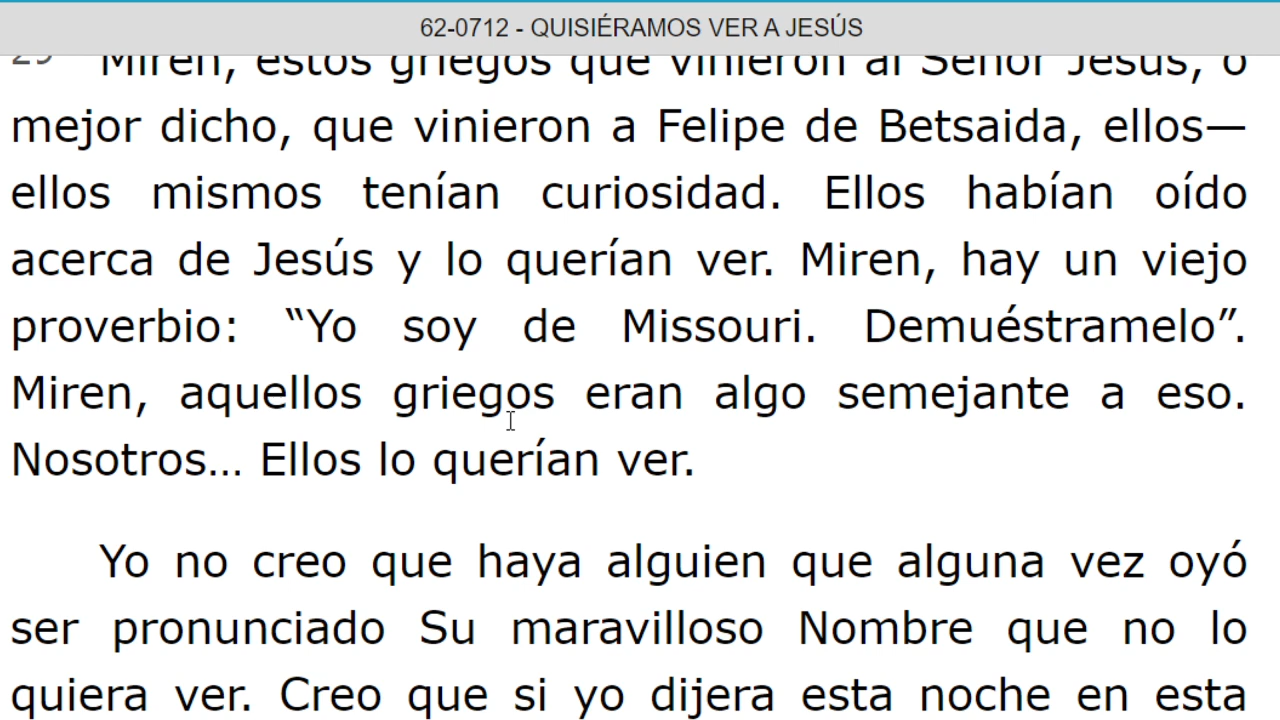 62-0712 - QUISIÉRAMOS VER A JESÚS
29 Miren, estos griegos que vinieron al Señor Jesús, o
mejor dicho, que vinieron a Felipe de Betsaida, ellos—
ellos mismos tenían curiosidad. Ellos habían oído
acerca de Jesús y lo querían ver. Miren, hay un viejo
proverbio: “Yo soy de Missouri. Demuéstramelo”.
Miren, aquellos griegos eran algo semejante a eso.
Nosotros… Ellos lo querían ver.
Yo no creo que haya alguien que alguna vez oyó
ser pronunciado Su maravilloso Nombre que no lo
quiera ver. Creo que si yo dijera esta noche en esta